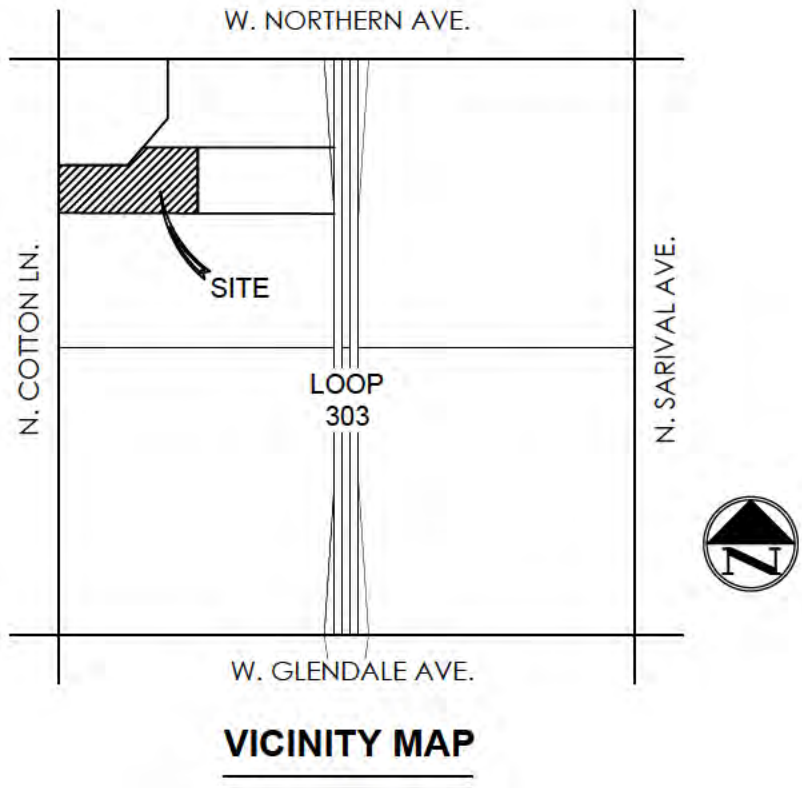 W. NORTHERN AVE.
N. COTTON LN.
SITE
N. SARIVAL AVE.
LOOP
303
N
W. GLENDALE AVE.
VICINITY MAP